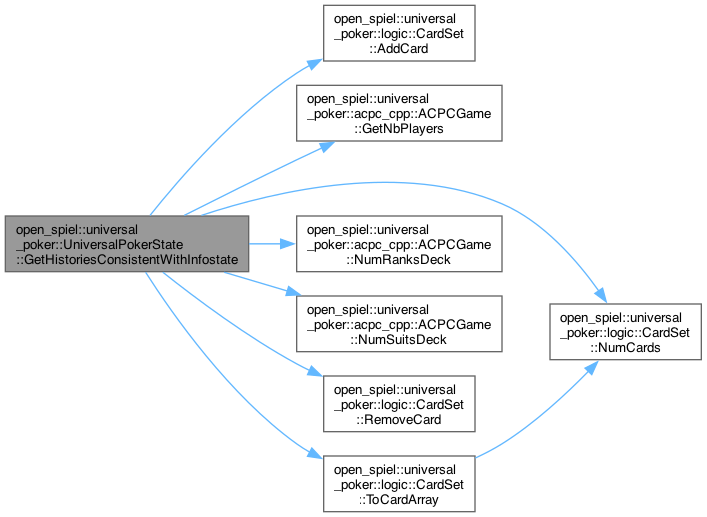 open_spiel::universal
_poker::logic::CardSet
::AddCard
open_spiel::universal
_poker::acpc_cpp::ACPCGame
::GetNbPlayers
open_spiel::universal
_poker::UniversalPokerState
::GetHistoriesConsistentWithInfostate
open_spiel::universal
_poker::acpc_cpp::ACPCGame
::NumRanksDeck
open_spiel::universal
_poker::acpc_cpp::ACPCGame
::NumSuitsDeck
open_spiel::universal
_poker::logic::CardSet
::NumCards
open_spiel::universal
_poker::logic::CardSet
::RemoveCard
open_spiel::universal
_poker::logic::CardSet
::ToCardArray